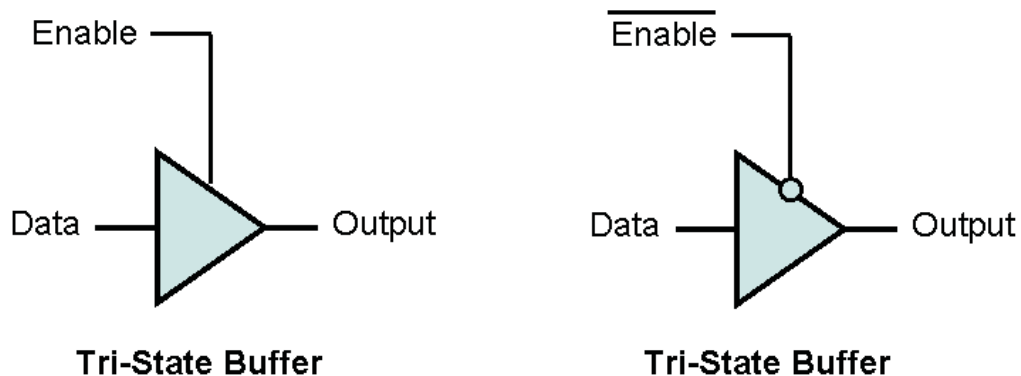 Enable
Data
Output
Tri-State Buffer
Enable
Data
Output
Tri-State Buffer